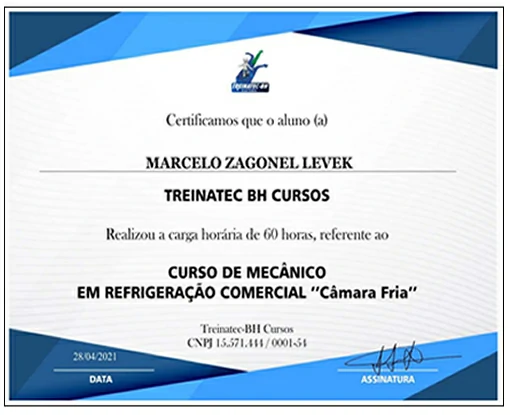 TREINATEC-BH
Certificamos que o aluno (a)
MARCELO ZAGONEL LEVEK
TREINATEC BH CURSOS
Realizou a carga horária de 60 horas, referente ao
CURSO DE MECÂNICO
EM REFRIGERAÇÃO COMERCIAL ‘‘Câmara Fria’’
Treinatec-BH Cursos
CNPJ 15.571.444 / 0001-54
28/04/2021
DATA
ASSINATURA